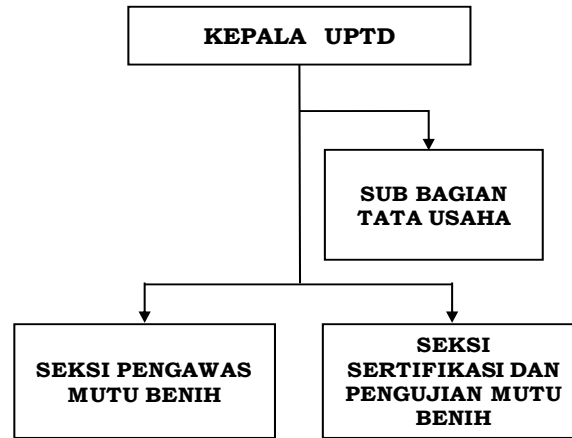 KEPALA UPTD
SUB BAGIAN
TATA USAHA
SEKSI PENGAWAS
MUTU BENIH
SEKSI
SERTIFIKASI DAN
PENGUJIAN MUTU
BENIH